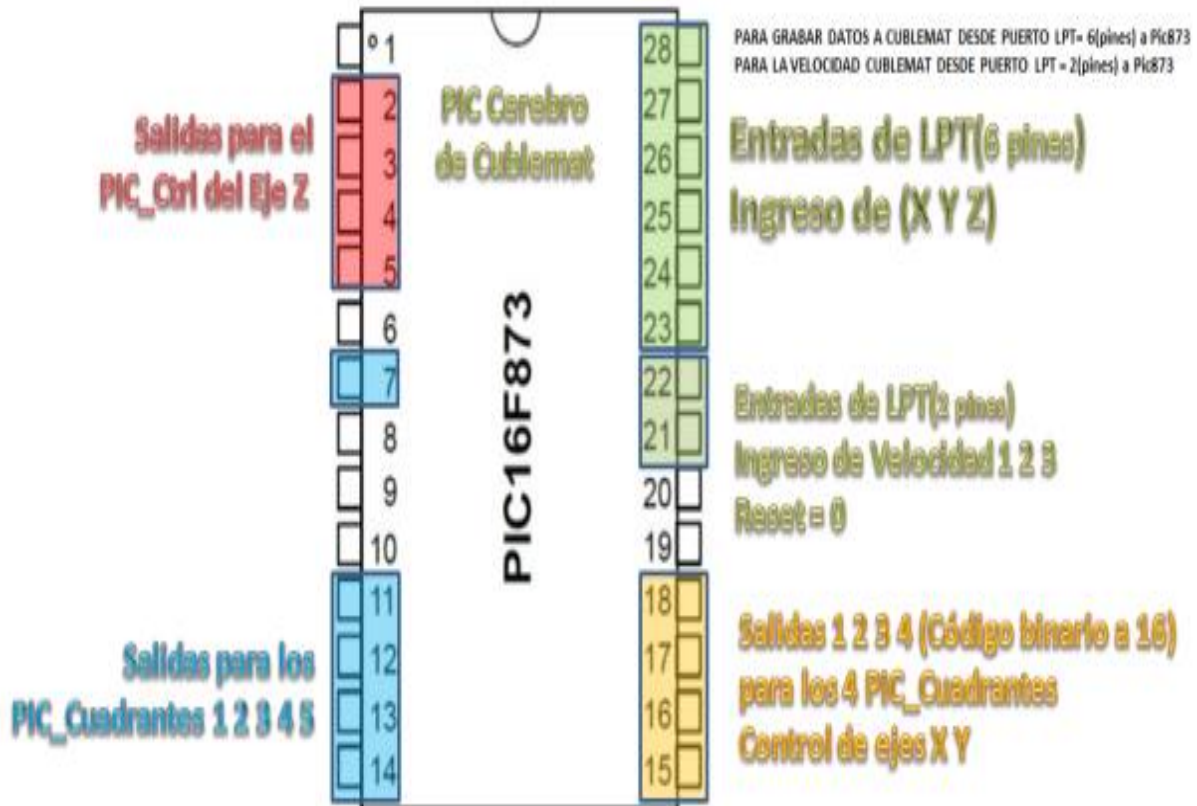 PARA GRABAR DATOS A CUBLEMAT DESDE PUERTO LPT= 6(pines) a Pic873
PARA LA VELOCIDAD CUBLEMAT DESDE PUERTO LPT = 2(pines) a Pic873
PIC Cerebro
de Cublemat
Salidas para el
PIC_Ctrl del Eje Z
Entradas de LPT(6 pines)
Ingreso de (X Y Z)
° 1
2
3
4
5
6
7
8
9
10
11
12
13
14
PIC16F873
28
27
26
25
24
23
22
21
20
19
18
17
16
15
Entradas de LPT(2 pines)
Ingreso de Velocidad 1 2 3
Reset = 0
Salidas para los
PIC_Cuadrantes 1 2 3 4 5
Salidas 1 2 3 4 (Código binario a 16)
para los 4 PIC_Cuadrantes
Control de ejes X Y